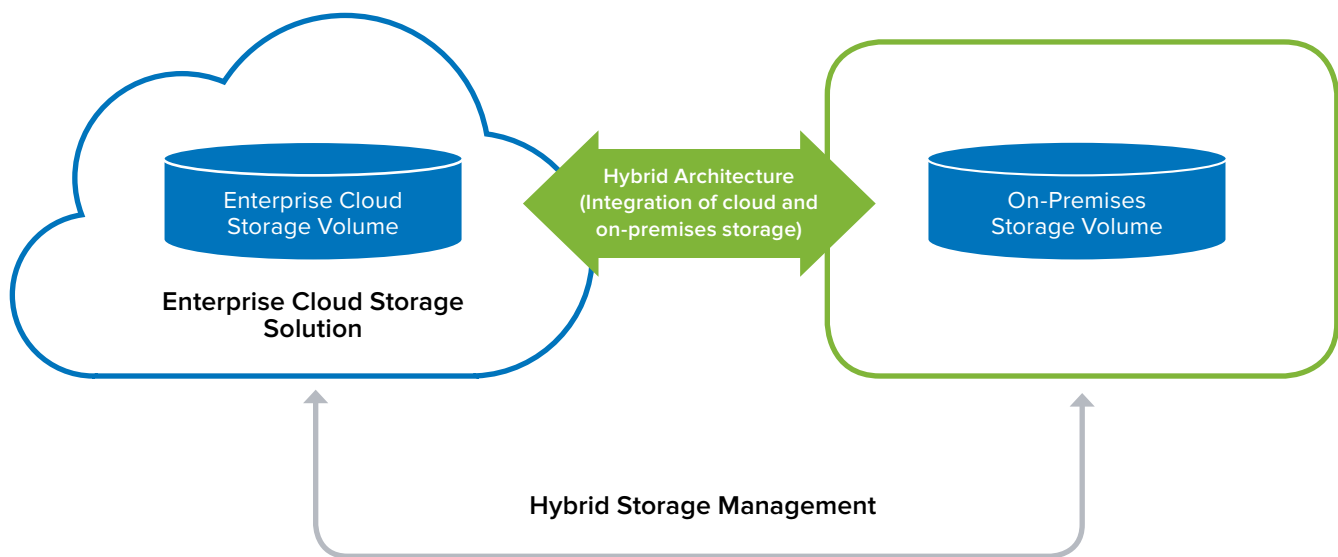 Enterprise Cloud
Storage Volume
Enterprise Cloud Storage
Solution
Hybrid Architecture
(Integration of cloud and
on-premises storage)
On-Premises
Storage Volume
Hybrid Storage Management